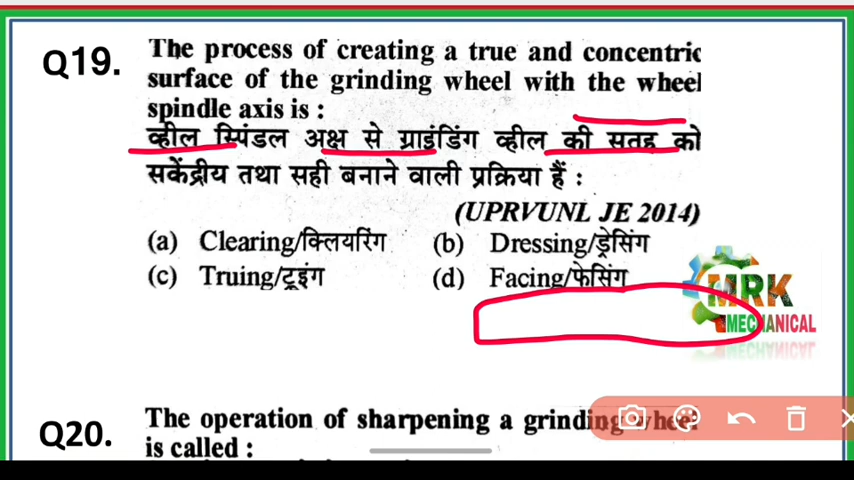 Q19.
The process of creating a true and concentric
surface of the grinding wheel with the wheel
spindle axis is :
व्हील स्पिंडल अक्ष से ग्राइंडिंग व्हील की सतह को
सकेंद्रीय तथा सही बनाने वाली प्रक्रिया हैं :
(UPRVUNL JE 2014)
(a) Clearing/क्लियरिंग (b) Dressing/ड्रेसिंग
(c) Truing/ट्रूइंग (d) Facing/फेसिंग
MRK
MECHANICAL
Q20.
The operation of sharpening a grinding wheel
is called :